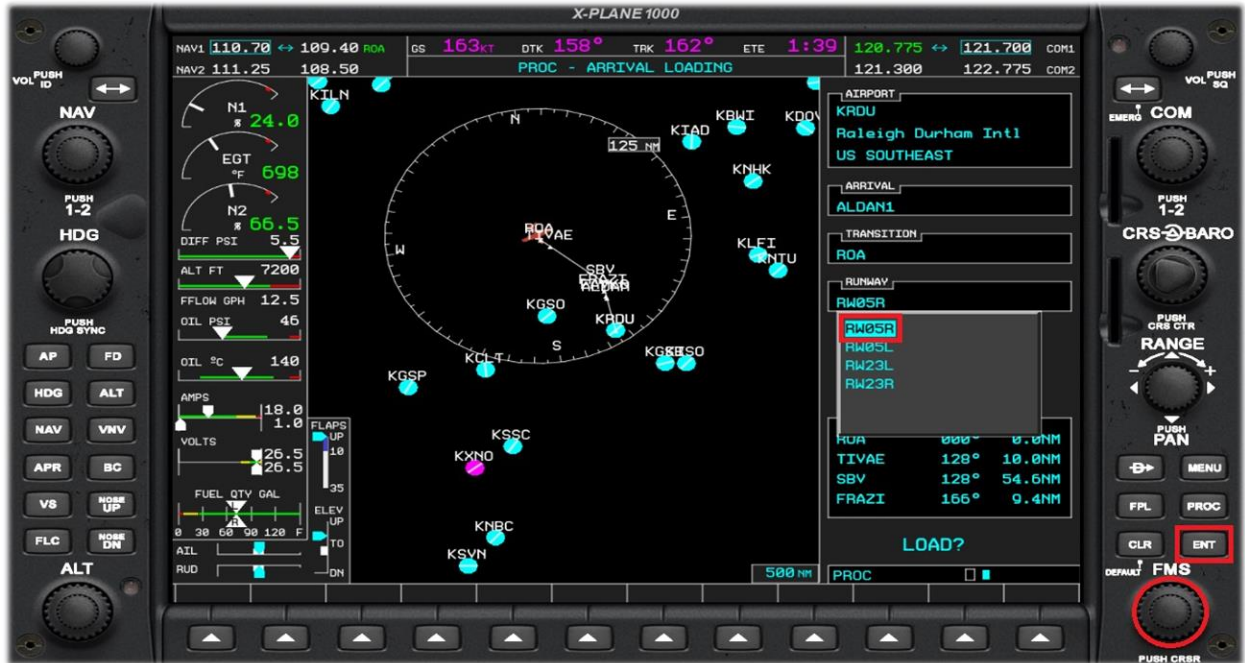 X-PLANE 1000
NAV1 110.70 ↔ 109.40 ROA
NAV2 111.25 108.50
GS 163KT DTK 158° TRK 162° ETE 1:39
PROC - ARRIVAL LOADING
120.775 ↔ 121.700 COM1
121.300 122.775 COM2
VOL PUSH ID
NAV
PUSH 1-2
HDG
PUSH HDG SYNC
AP FD
HDG ALT
NAV VNV
APR BC
VS NOSE UP
FLC NOSE DN
ALT
N1 % 24.0
EGT °F 698
N2 % 66.5
DIFF PSI 5.5
ALT FT 7200
FFLOW GPH 12.5
OIL PSI 46
OIL °C 140
AMPS
18.0
1.0
VOLTS
26.5
26.5
FUEL QTY GAL
L
R
0 30 60 90 120 F
AIL
RUD
FLAPS
UP
10
35
ELEV
UP
TO
DN
KILN
N
125 NM
KIAD
KBWI
KDOV
KNHK
E
W
ROA
TIVAE
KLFI
KNTU
SBV
FRAZI
ALDAN
KGSO
KRDU
S
KCLT
KGSP
KSSC
KXNO
KNBC
KSVN
500 NM
AIRPORT
KRDU
Raleigh Durham Intl
US SOUTHEAST
ARRIVAL
ALDAN1
TRANSITION
ROA
RUNWAY
RW05R
RW05R
RW05L
RW23L
RW23R
ROA 000° 0.0NM
TIVAE 128° 10.0NM
SBV 128° 54.6NM
FRAZI 166° 9.4NM
LOAD?
PROC
VOL PUSH SQ
EMERG
COM
PUSH 1-2
CRS BARO
PUSH CRS CTR
RANGE
- +
PUSH PAN
D MENU
FPL PROC
CLR ENT
DEFAULT
FMS
PUSH CRSR